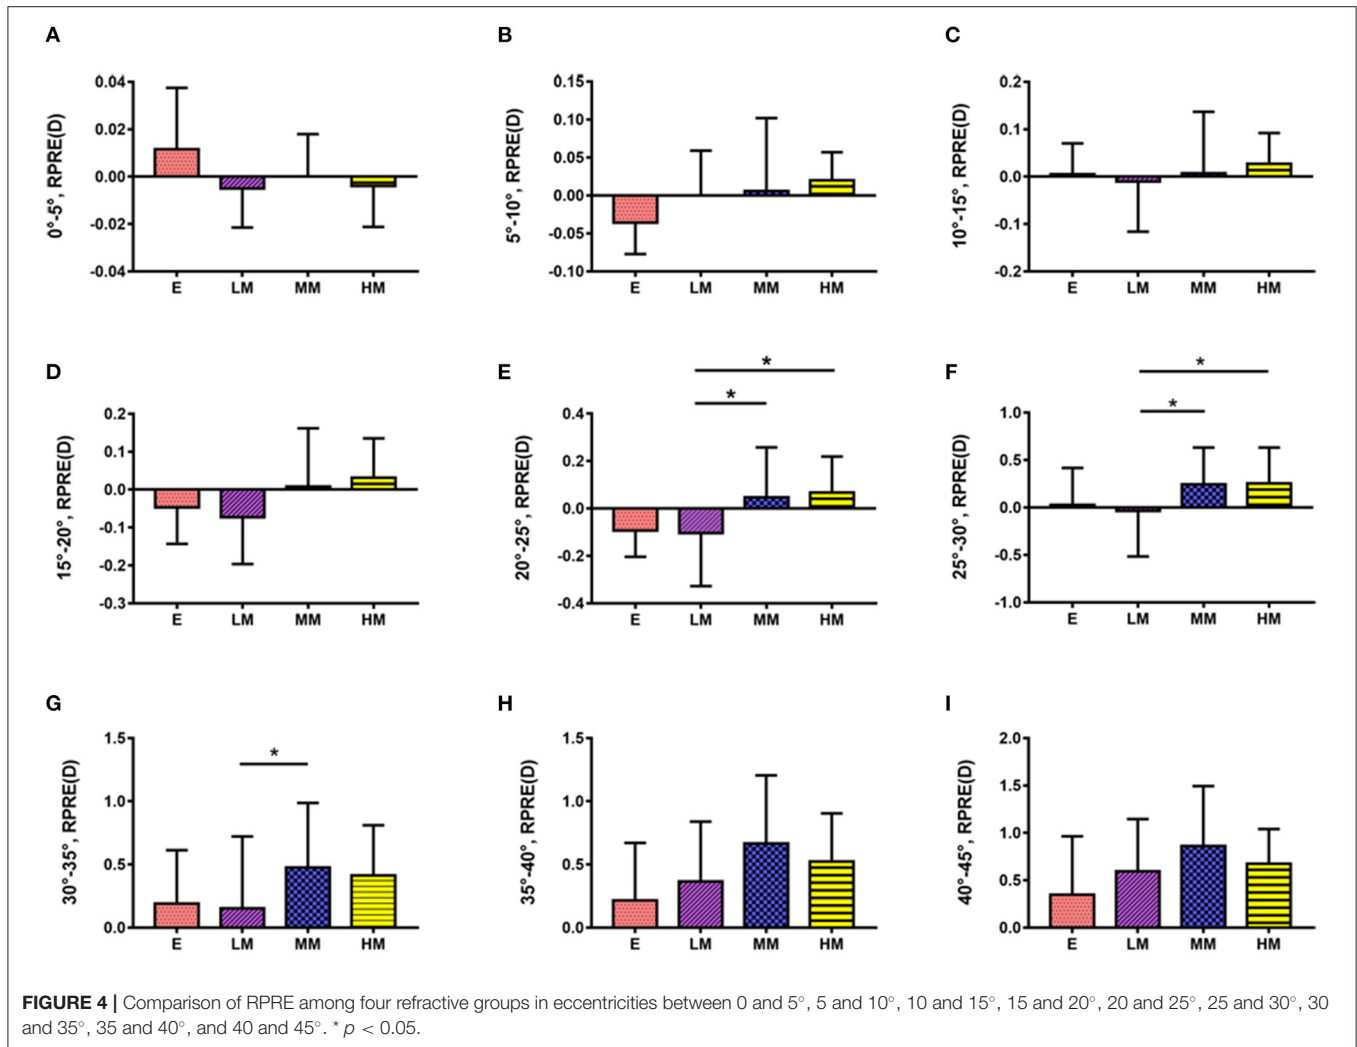 A
B
C
0°-5°, RPRE(D)
0.04
0.02
0.00
-0.02
-0.04
E LM MM HM
5°-10°, RPRE(D)
0.15
0.10
0.05
0.00
-0.05
-0.10
E LM MM HM
10°-15°, RPRE(D)
0.2
0.1
0.0
-0.1
-0.2
E LM MM HM
D
E
F
15°-20°, RPRE(D)
0.2
0.1
0.0
-0.1
-0.2
-0.3
E LM MM HM
20°-25°, RPRE(D)
*
*
0.4
0.2
0.0
-0.2
-0.4
E LM MM HM
25°-30°, RPRE(D)
*
*
1.0
0.5
0.0
-0.5
-1.0
E LM MM HM
G
H
I
30°-35°, RPRE(D)
*
1.5
1.0
0.5
0.0
E LM MM HM
35°-40°, RPRE(D)
1.5
1.0
0.5
0.0
E LM MM HM
40°-45°, RPRE(D)
2.0
1.5
1.0
0.5
0.0
E LM MM HM
FIGURE 4 | Comparison of RPRE among four refractive groups in eccentricities between 0 and 5°, 5 and 10°, 10 and 15°, 15 and 20°, 20 and 25°, 25 and 30°, 30
and 35°, 35 and 40°, and 40 and 45°. *p < 0.05.